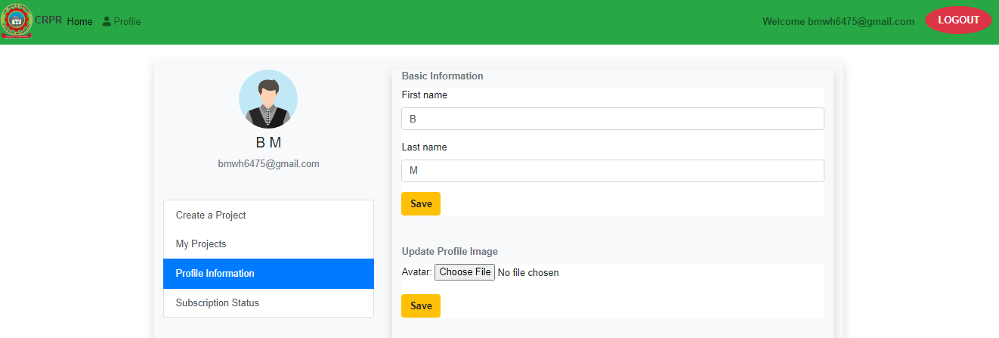 CRPR Home Profile Welcome bmwh6475@gmail.com LOGOUT
B M
bmwh6475@gmail.com
Create a Project
My Projects
Profile Information
Subscription Status
Basic Information
First name
B
Last name
M
Save
Update Profile Image
Avatar: Choose File No file chosen
Save